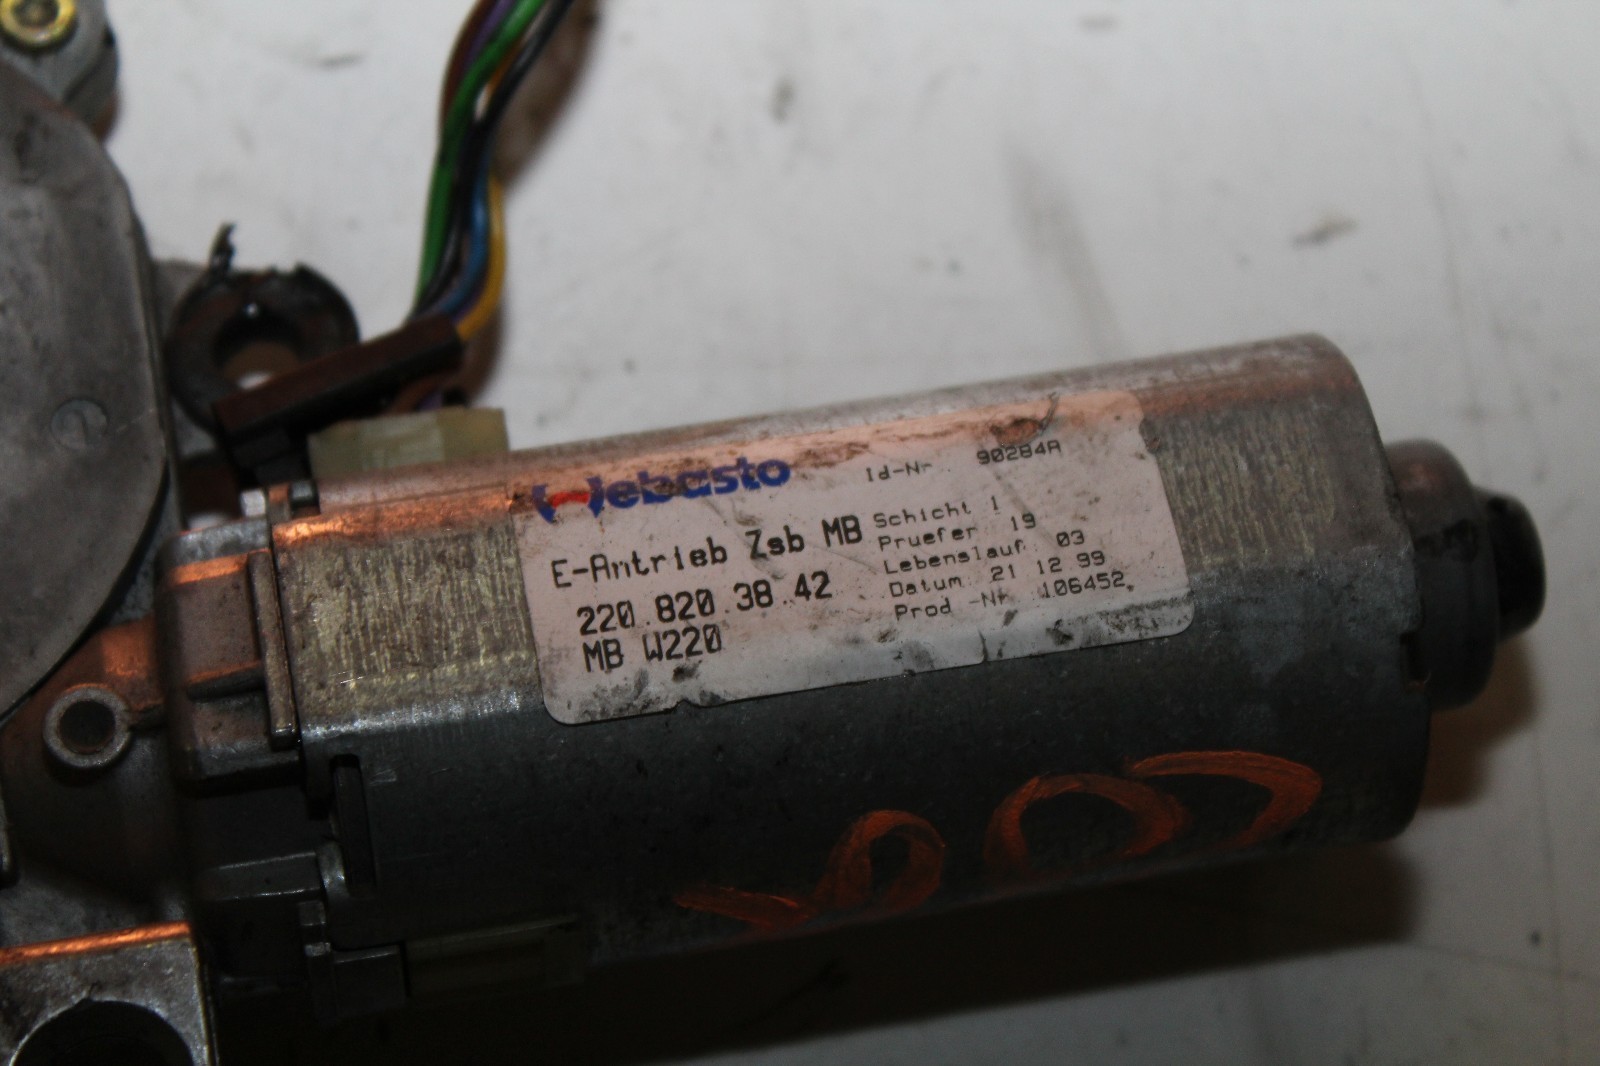 Webasto
E-Antrieb Zsb MB
220.820.38.42
MB W220
Id-Nr. 90284A
Schicht 1
Pruefer 19
Lebenslauf. 03
Datum. 21 12 99
Prod -Nr 106452.